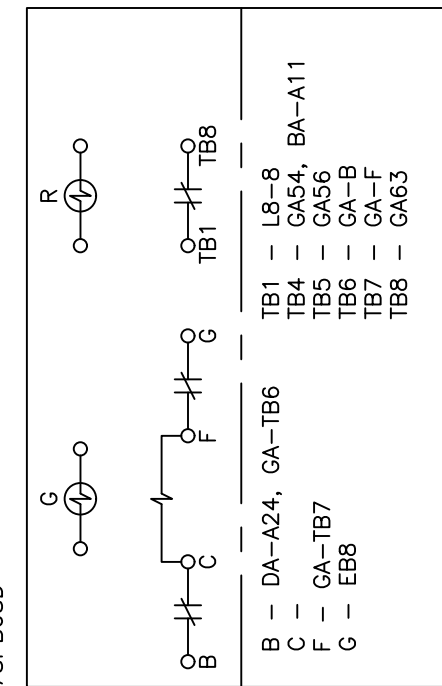 G
R
B
C
F
G
TB1
TB8
B – DA-A24, GA-TB6
C –
F – GA-TB7
G – EB8
TB1 – L8-8
TB4 – GA54, BA-A11
TB5 – GA56
TB6 – GA-B
TB7 – GA-F
TB8 – GA63